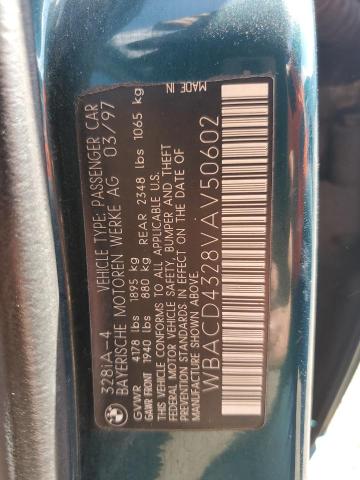 328iA-4 VEHICLE TYPE: PASSENGER CAR
BAYERISCHE MOTOREN WERKE AG 03/97
GVWR 4178 lbs 1895 kg
GAWR FRONT 1940 lbs 880 kg REAR 2348 lbs 1065 kg
THIS VEHICLE CONFORMS TO ALL APPLICABLE
FEDERAL MOTOR VEHICLE SAFETY, BUMPER AND THEFT
PREVENTION STANDARDS IN EFFECT ON THE DATE OF
MANUFACTURE SHOWN ABOVE.
WBACD4328VAV50602
MADE IN GERMANY